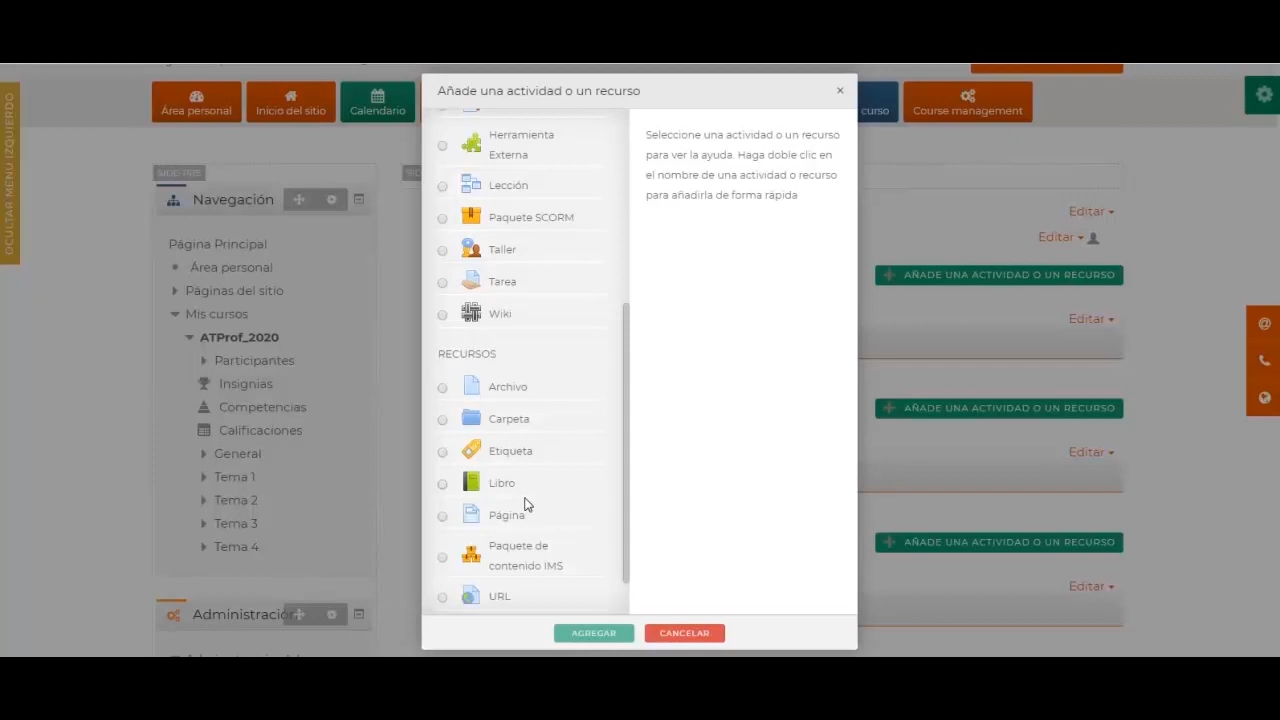 OCULTAR MENU IZQUIERDO
Área personal
Inicio del sitio
Calendario
curso
Course management
Navegación
Página Principal
Área personal
Páginas del sitio
Mis cursos
ATProf_2020
Participantes
Insignias
Competencias
Calificaciones
General
Tema 1
Tema 2
Tema 3
Tema 4
Administración
Añade una actividad o un recurso
×
Herramienta
Externa
Lección
Paquete SCORM
Taller
Tarea
Wiki
RECURSOS
Archivo
Carpeta
Etiqueta
Libro
Página
Paquete de
contenido IMS
URL
Seleccione una actividad o un recurso
para ver la ayuda. Haga doble clic en
el nombre de una actividad o recurso
para añadirla de forma rápida
AGREGAR
CANCELAR
Editar
Editar
AÑADE UNA ACTIVIDAD O UN RECURSO
Editar
AÑADE UNA ACTIVIDAD O UN RECURSO
Editar
AÑADE UNA ACTIVIDAD O UN RECURSO
Editar